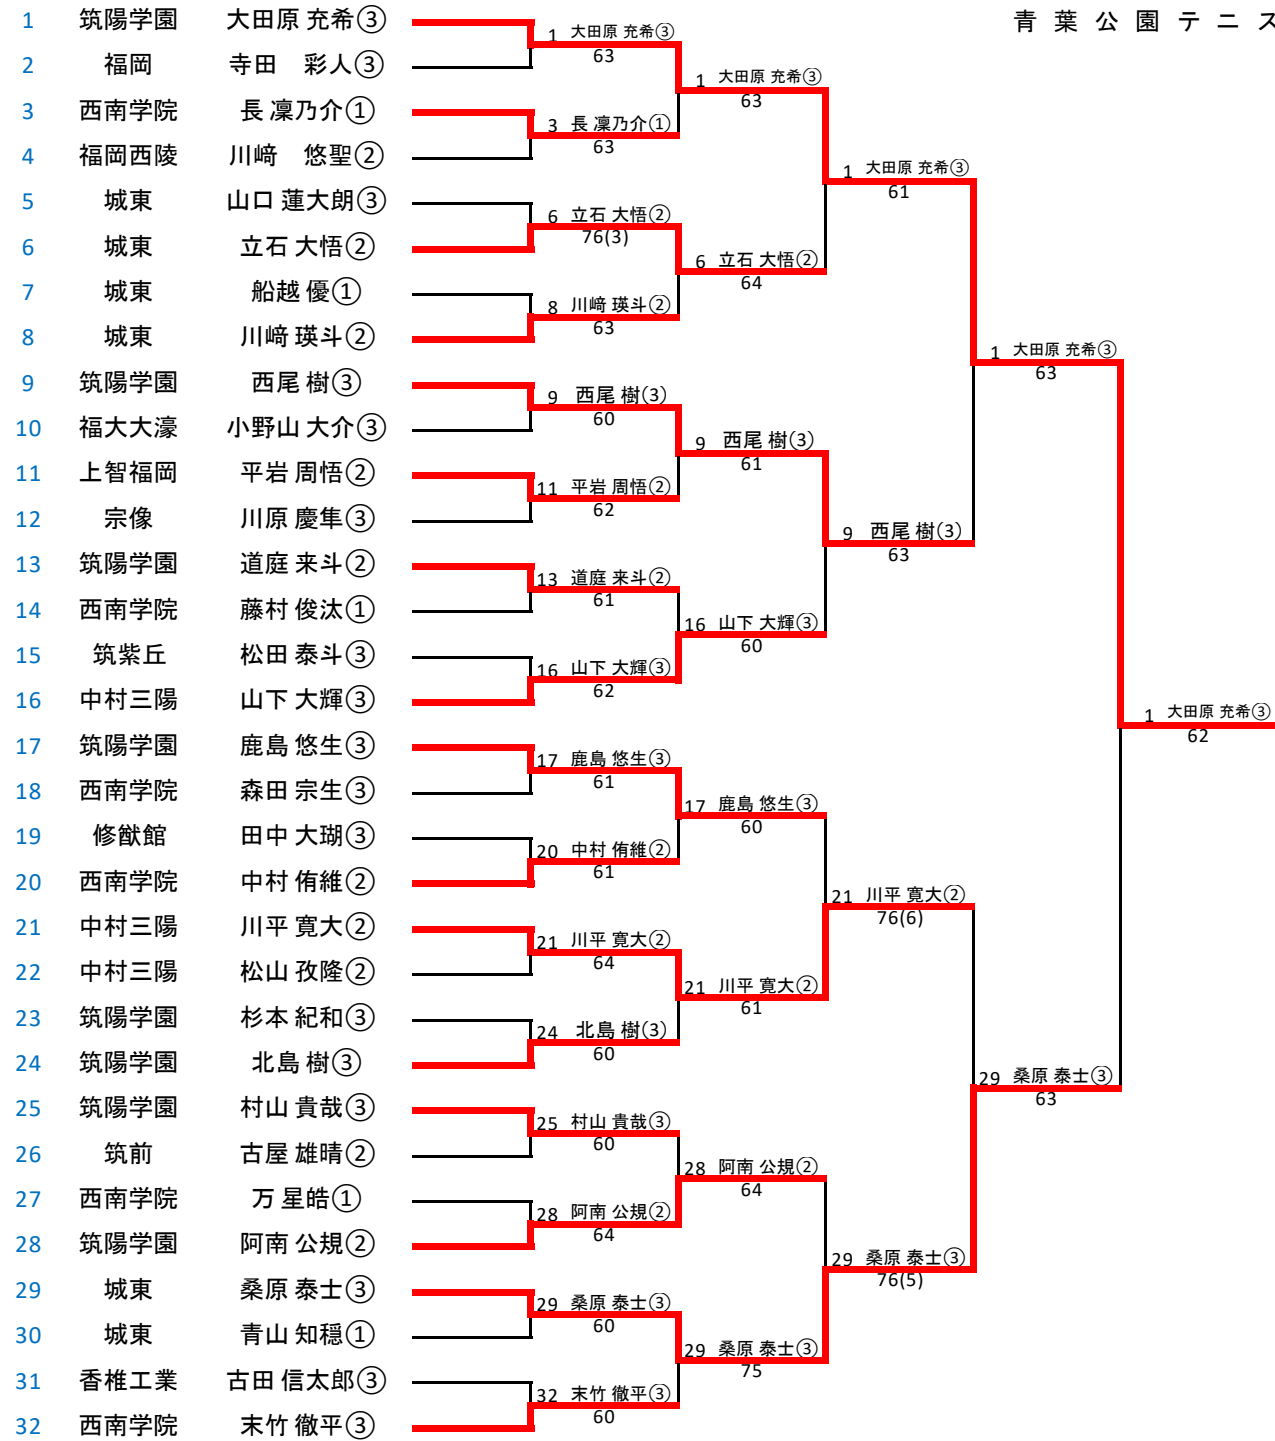 青葉公園テニス
1 筑陽学園 大田原 充希③
2 福岡 寺田 彩人③
3 西南学院 長 凜乃介①
4 福岡西陵 川﨑 悠聖②
5 城東 山口 蓮大朗③
6 城東 立石 大悟②
7 城東 船越 優①
8 城東 川﨑 瑛斗②
9 筑陽学園 西尾 樹③
10 福大大濠 小野山 大介③
11 上智福岡 平岩 周悟②
12 宗像 川原 慶隼③
13 筑陽学園 道庭 来斗②
14 西南学院 藤村 俊汰①
15 筑紫丘 松田 泰斗③
16 中村三陽 山下 大輝③
17 筑陽学園 鹿島 悠生③
18 西南学院 森田 宗生③
19 修猷館 田中 大瑚③
20 西南学院 中村 侑維②
21 中村三陽 川平 寛大②
22 中村三陽 松山 孜隆②
23 筑陽学園 杉本 紀和③
24 筑陽学園 北島 樹③
25 筑陽学園 村山 貴哉③
26 筑前 古屋 雄晴②
27 西南学院 万 星皓①
28 筑陽学園 阿南 公規②
29 城東 桑原 泰士③
30 城東 青山 知穏①
31 香椎工業 古田 信太郎③
32 西南学院 末竹 徹平③
1 大田原 充希③
63
3 長 凜乃介①
63
6 立石 大悟②
76(3)
8 川﨑 瑛斗②
63
9 西尾 樹(3)
60
11 平岩 周悟②
62
13 道庭 来斗②
61
16 山下 大輝③
62
17 鹿島 悠生③
61
20 中村 侑維②
61
21 川平 寛大②
64
24 北島 樹(3)
60
25 村山 貴哉③
60
28 阿南 公規②
64
29 桑原 泰士③
60
32 末竹 徹平③
60
1 大田原 充希③
63
6 立石 大悟②
64
9 西尾 樹(3)
61
16 山下 大輝③
60
17 鹿島 悠生③
60
21 川平 寛大②
61
28 阿南 公規②
64
29 桑原 泰士③
75
1 大田原 充希③
61
9 西尾 樹(3)
63
21 川平 寛大②
76(6)
29 桑原 泰士③
76(5)
1 大田原 充希③
63
29 桑原 泰士③
63
1 大田原 充希③
62